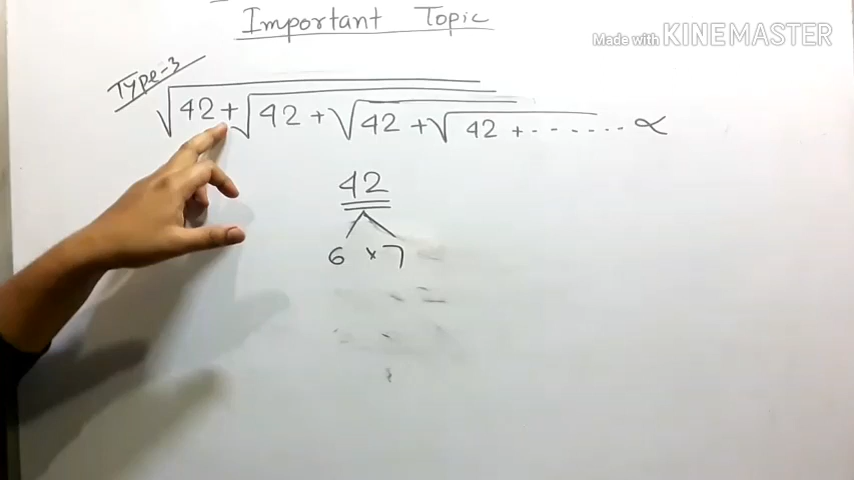 Important Topic
Made with KINEMASTER
Type-3
√42+√42+√42+√42+......∝
42
6 × 7